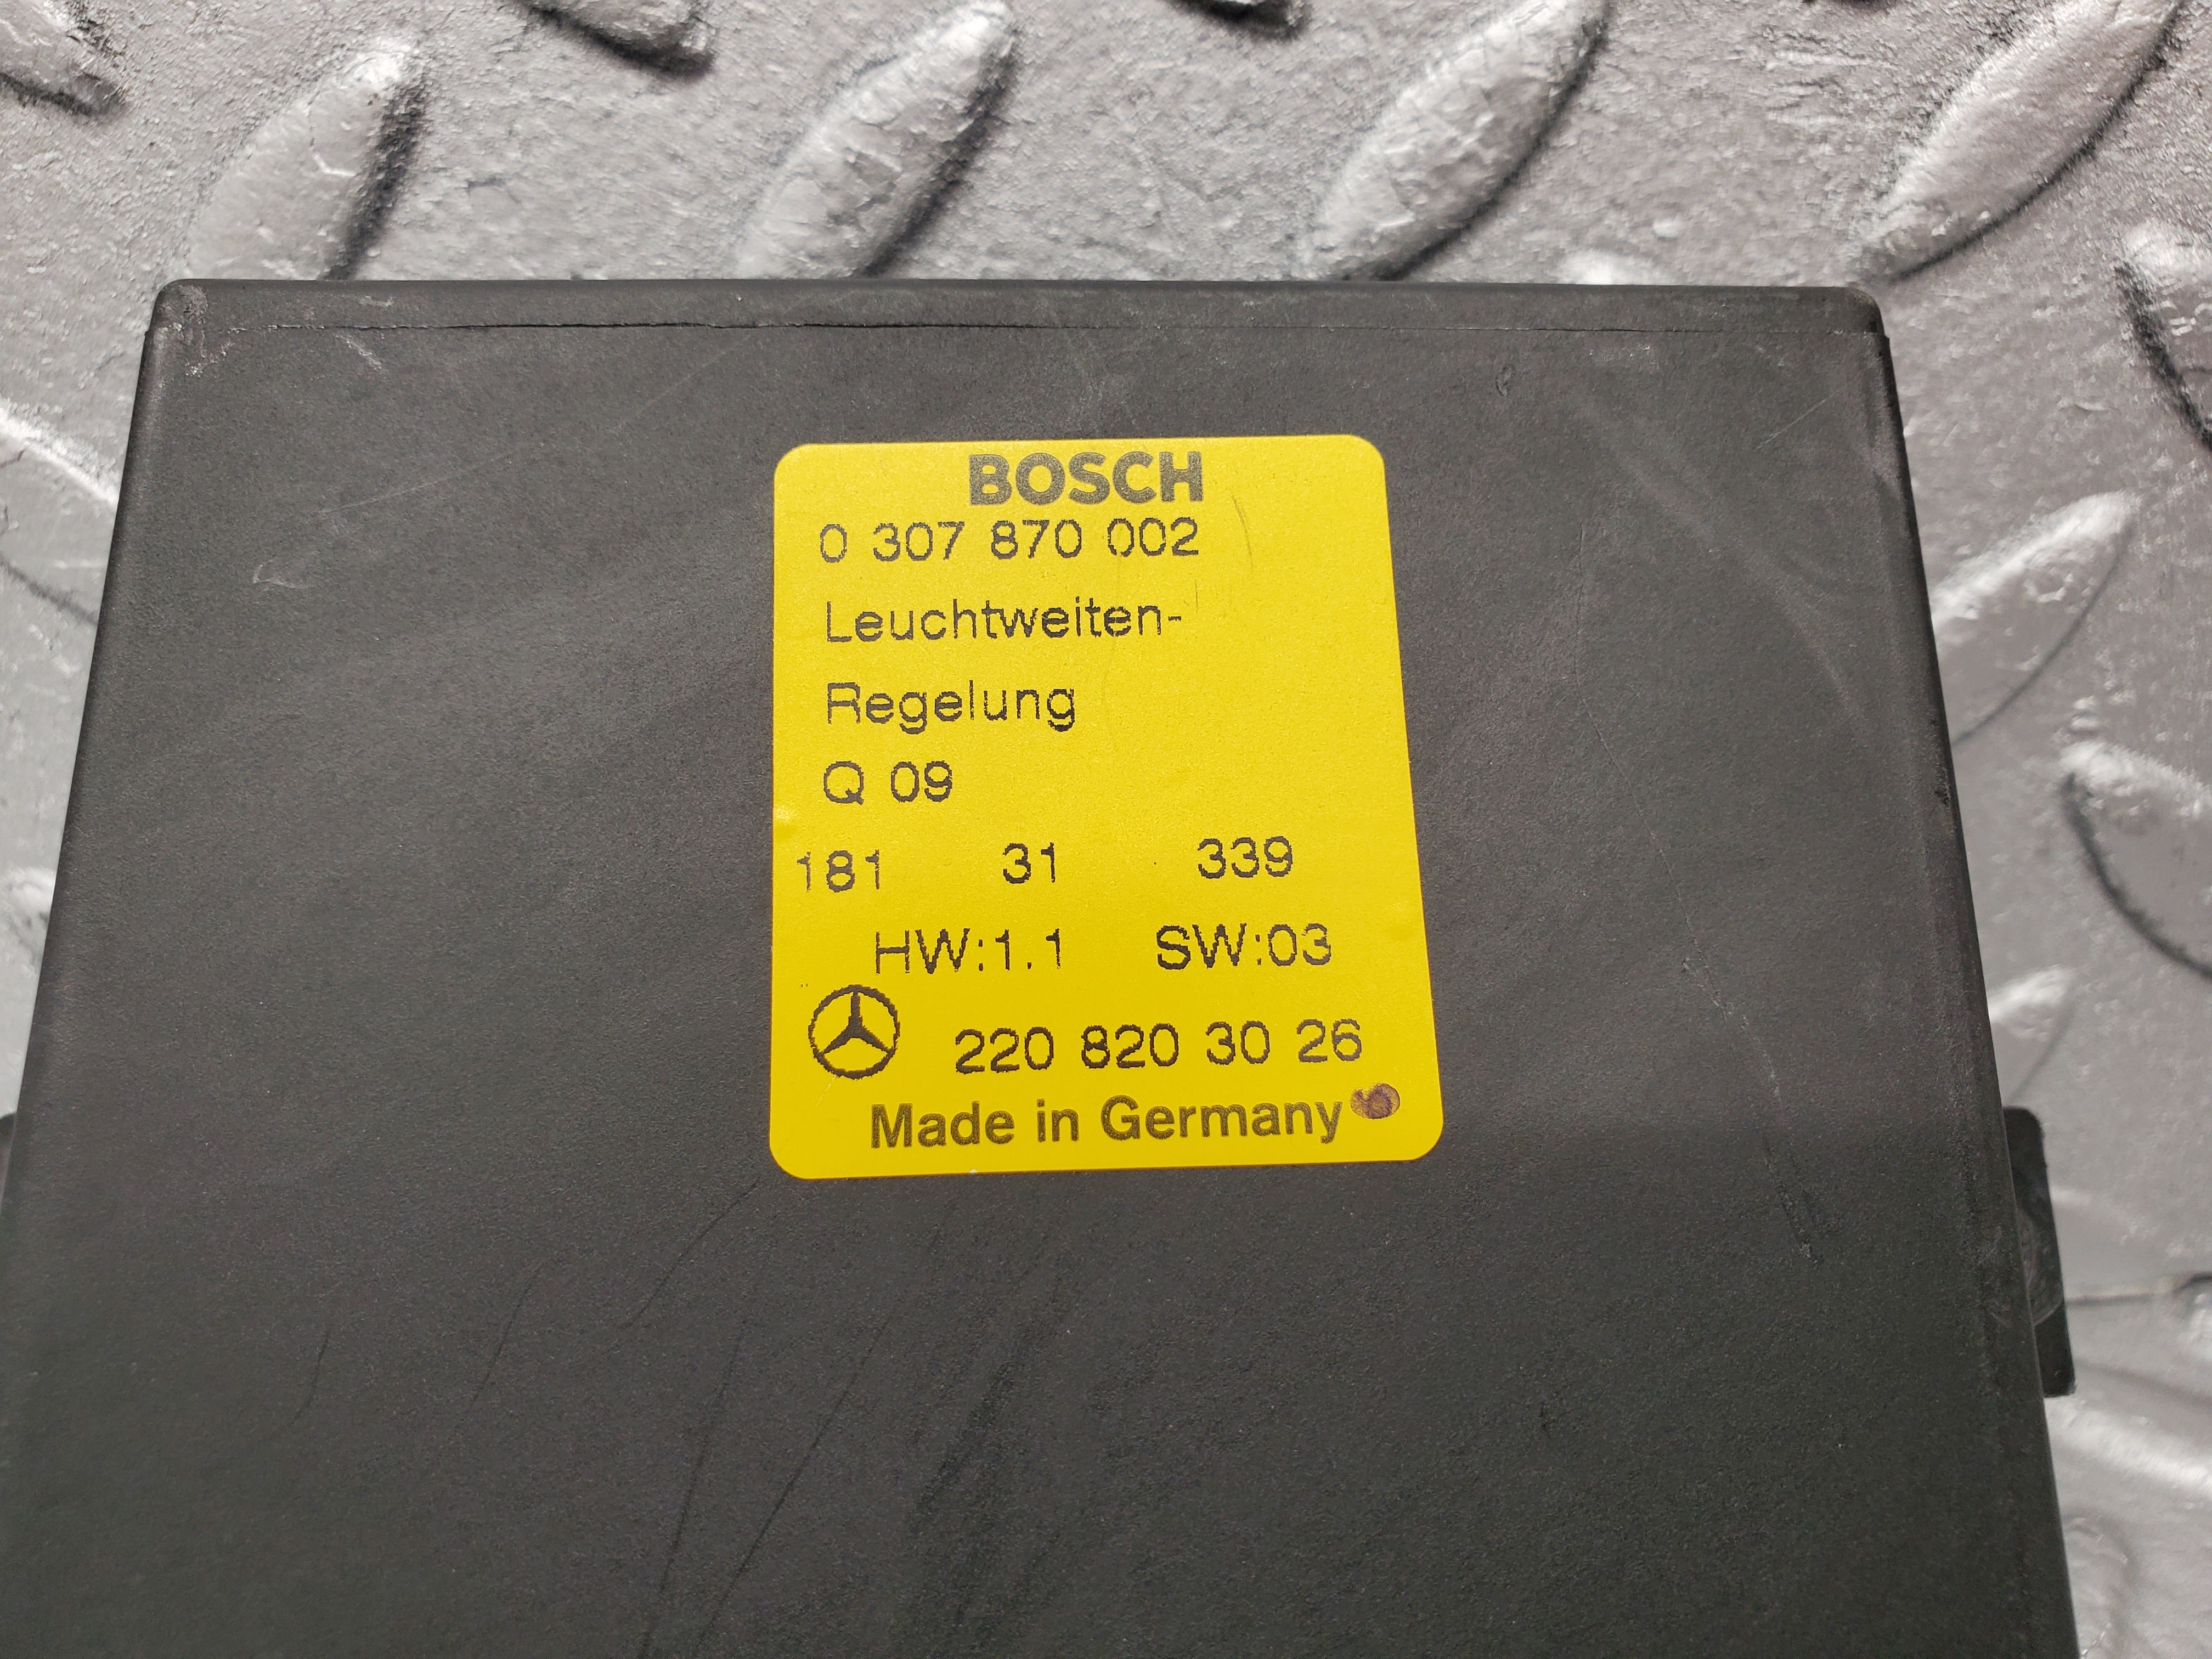 BOSCH
0 307 870 002
Leuchtweiten-
Regelung
Q 09
181 31 339
HW:1.1 SW:03
220 820 30 26
Made in Germany